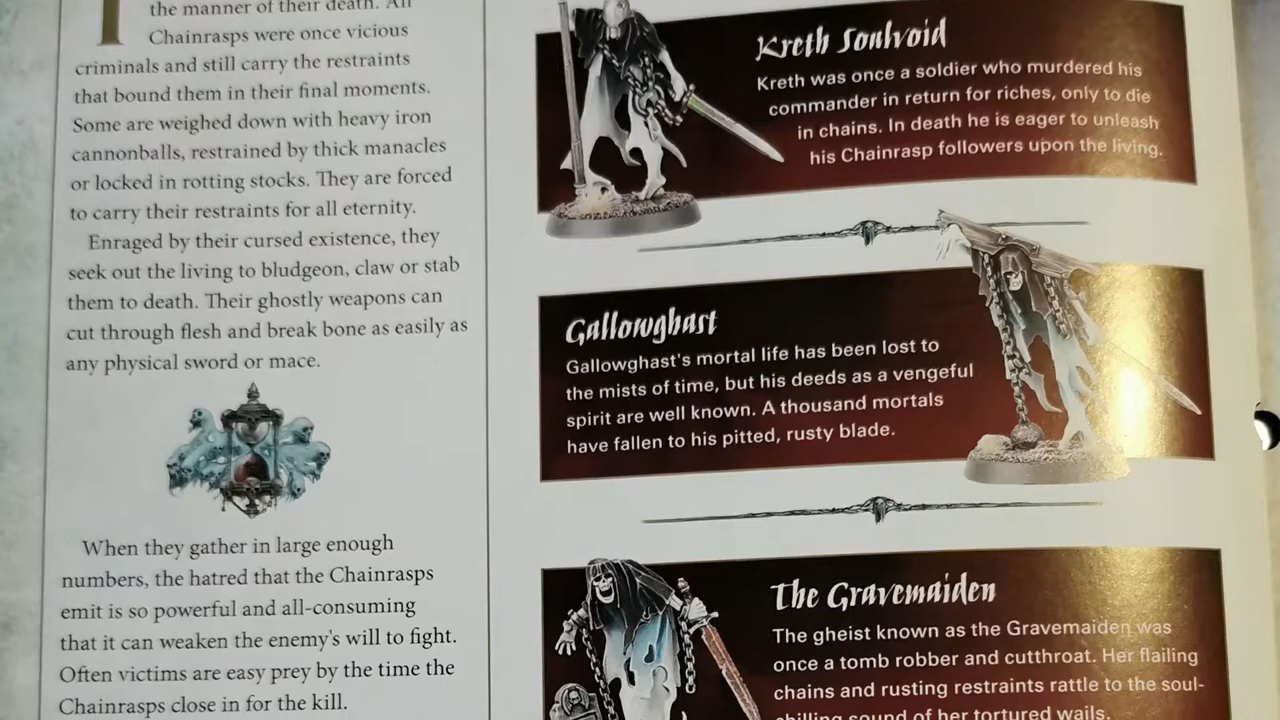 the manner of their death. All
Chainrasps were once vicious
criminals and still carry the restraints
that bound them in their final moments.
Some are weighed down with heavy iron
cannonballs, restrained by thick manacles
or locked in rotting stocks. They are forced
to carry their restraints for all eternity.
Enraged by their cursed existence, they
seek out the living to bludgeon, claw or stab
them to death. Their ghostly weapons can
cut through flesh and break bone as easily as
any physical sword or mace.
When they gather in large enough
numbers, the hatred that the Chainrasps
emit is so powerful and all-consuming
that it can weaken the enemy's will to fight.
Often victims are easy prey by the time the
Chainrasps close in for the kill.
Kreth Soulvoid
Kreth was once a soldier who murdered his
commander in return for riches, only to die
in chains. In death he is eager to unleash
his Chainrasp followers upon the living.
Gallowghast
Gallowghast's mortal life has been lost to
the mists of time, but his deeds as a vengeful
spirit are well known. A thousand mortals
have fallen to his pitted, rusty blade.
The Gravemaiden
The gheist known as the Gravemaiden was
once a tomb robber and cutthroat. Her flailing
chains and rusting restraints rattle to the soul-
chilling sound of her tortured wails.